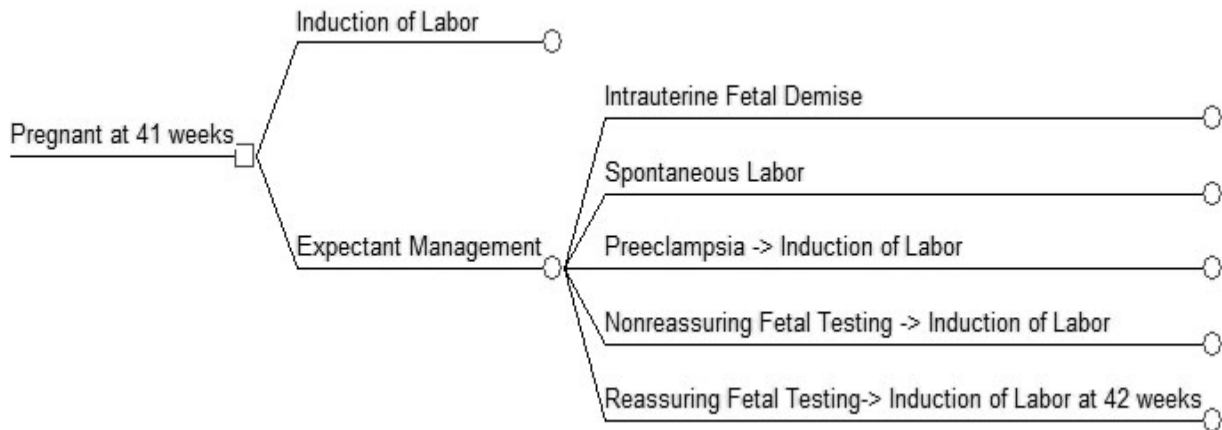 Induction of Labor
Intrauterine Fetal Demise
Pregnant at 41 weeks
Spontaneous Labor
Expectant Management
Preeclampsia -> Induction of Labor
Nonreassuring Fetal Testing -> Induction of Labor
Reassuring Fetal Testing-> Induction of Labor at 42 weeks